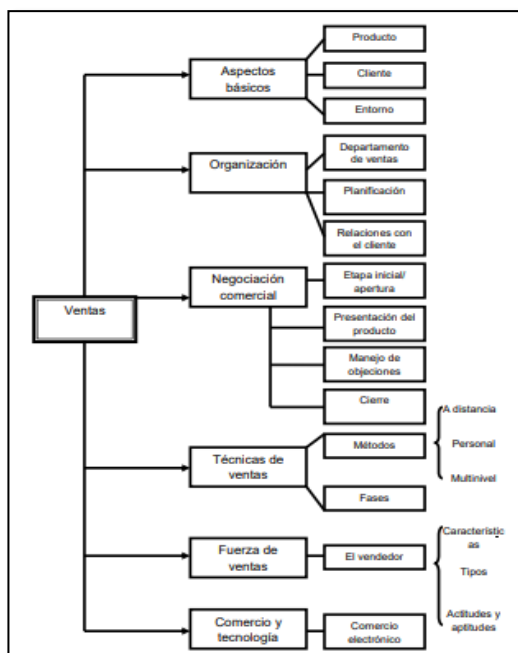 Ventas
Aspectos
básicos
Producto
Cliente
Entorno
Organización
Departamento
de ventas
Planificación
Relaciones con
el cliente
Negociación
comercial
Etapa inicial/
apertura
Presentación del
producto
Manejo de
objeciones
Cierre
Técnicas de
ventas
Métodos
A distancia
Personal
Multinivel
Fases
Fuerza de
ventas
El vendedor
Característic
as
Tipos
Actitudes y
aptitudes
Comercio y
tecnología
Comercio
electrónico